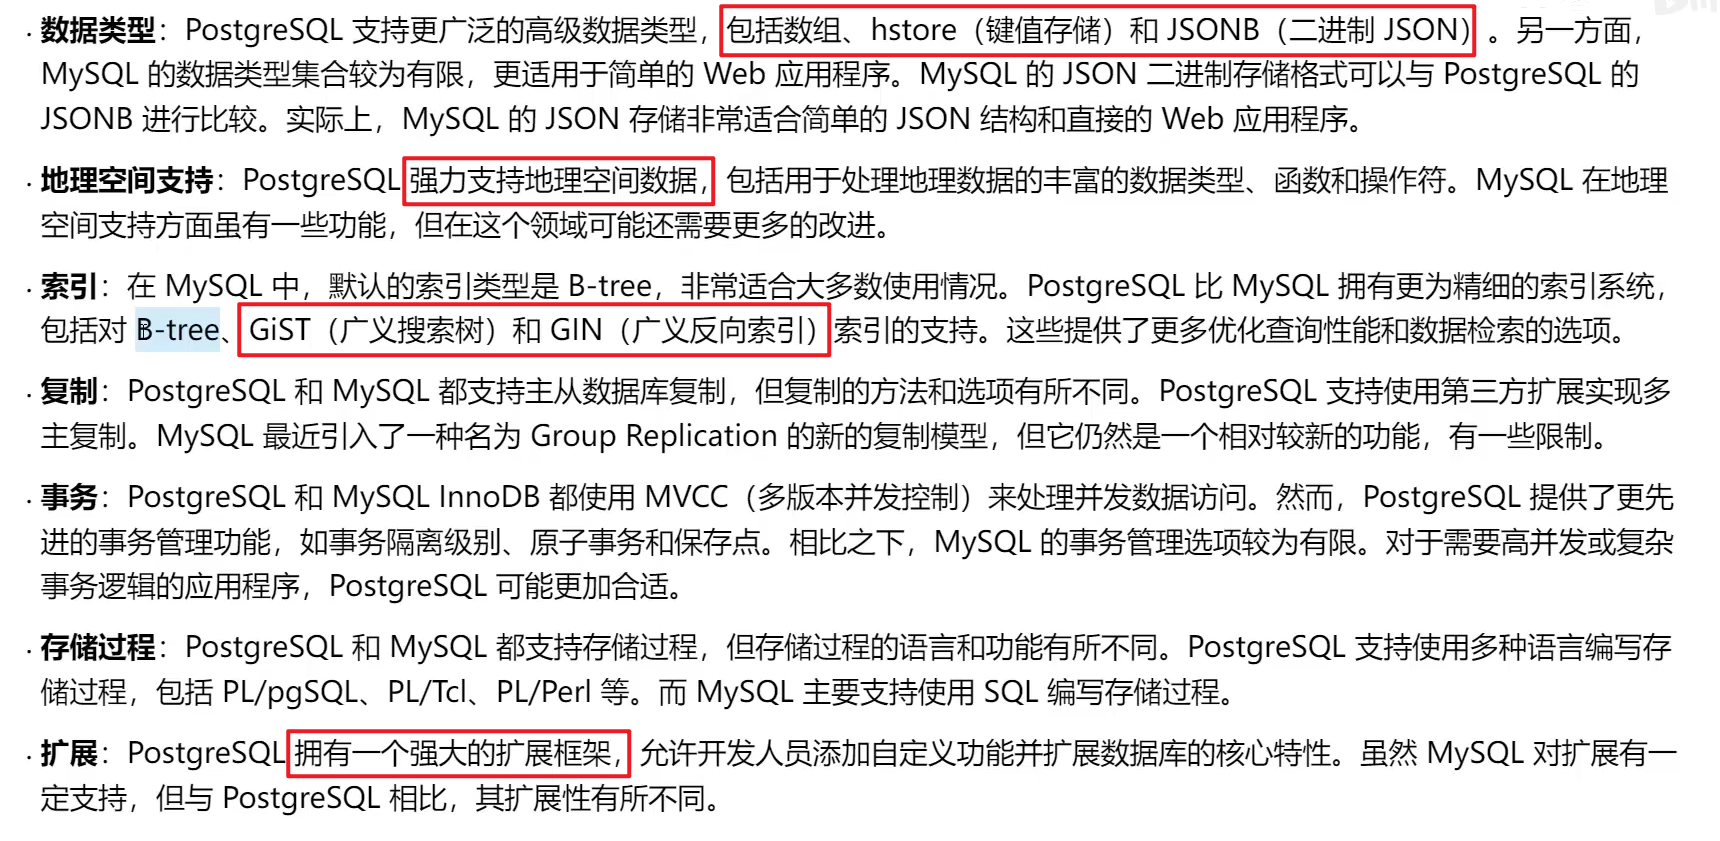 · 数据类型：PostgreSQL 支持更广泛的高级数据类型，包括数组、hstore（键值存储）和 JSONB（二进制 JSON）。另一方面，
MySQL 的数据类型集合较为有限，更适用于简单的 Web 应用程序。MySQL 的 JSON 二进制存储格式可以与 PostgreSQL 的
JSONB 进行比较。实际上，MySQL 的 JSON 存储非常适合简单的 JSON 结构和直接的 Web 应用程序。
· 地理空间支持：PostgreSQL 强力支持地理空间数据，包括用于处理地理数据的丰富的数据类型、函数和操作符。MySQL 在地理
空间支持方面虽有一些功能，但在这个领域可能还需要更多的改进。
· 索引：在 MySQL 中，默认的索引类型是 B-tree，非常适合大多数使用情况。PostgreSQL 比 MySQL 拥有更为精细的索引系统，
包括对 B-tree、GiST（广义搜索树）和 GIN（广义反向索引）索引的支持。这些提供了更多优化查询性能和数据检索的选项。
· 复制：PostgreSQL 和 MySQL 都支持主从数据库复制，但复制的方法和选项有所不同。PostgreSQL 支持使用第三方扩展实现多
主复制。MySQL 最近引入了一种名为 Group Replication 的新的复制模型，但它仍然是一个相对较新的功能，有一些限制。
· 事务：PostgreSQL 和 MySQL InnoDB 都使用 MVCC（多版本并发控制）来处理并发数据访问。然而，PostgreSQL 提供了更先
进的事务管理功能，如事务隔离级别、原子事务和保存点。相比之下，MySQL 的事务管理选项较为有限。对于需要高并发或复杂
事务逻辑的应用程序，PostgreSQL 可能更加合适。
· 存储过程：PostgreSQL 和 MySQL 都支持存储过程，但存储过程的语言和功能有所不同。PostgreSQL 支持使用多种语言编写存
储过程，包括 PL/pgSQL、PL/Tcl、PL/Perl 等。而 MySQL 主要支持使用 SQL 编写存储过程。
· 扩展：PostgreSQL 拥有一个强大的扩展框架，允许开发人员添加自定义功能并扩展数据库的核心特性。虽然 MySQL 对扩展有一
定支持，但与 PostgreSQL 相比，其扩展性有所不同。